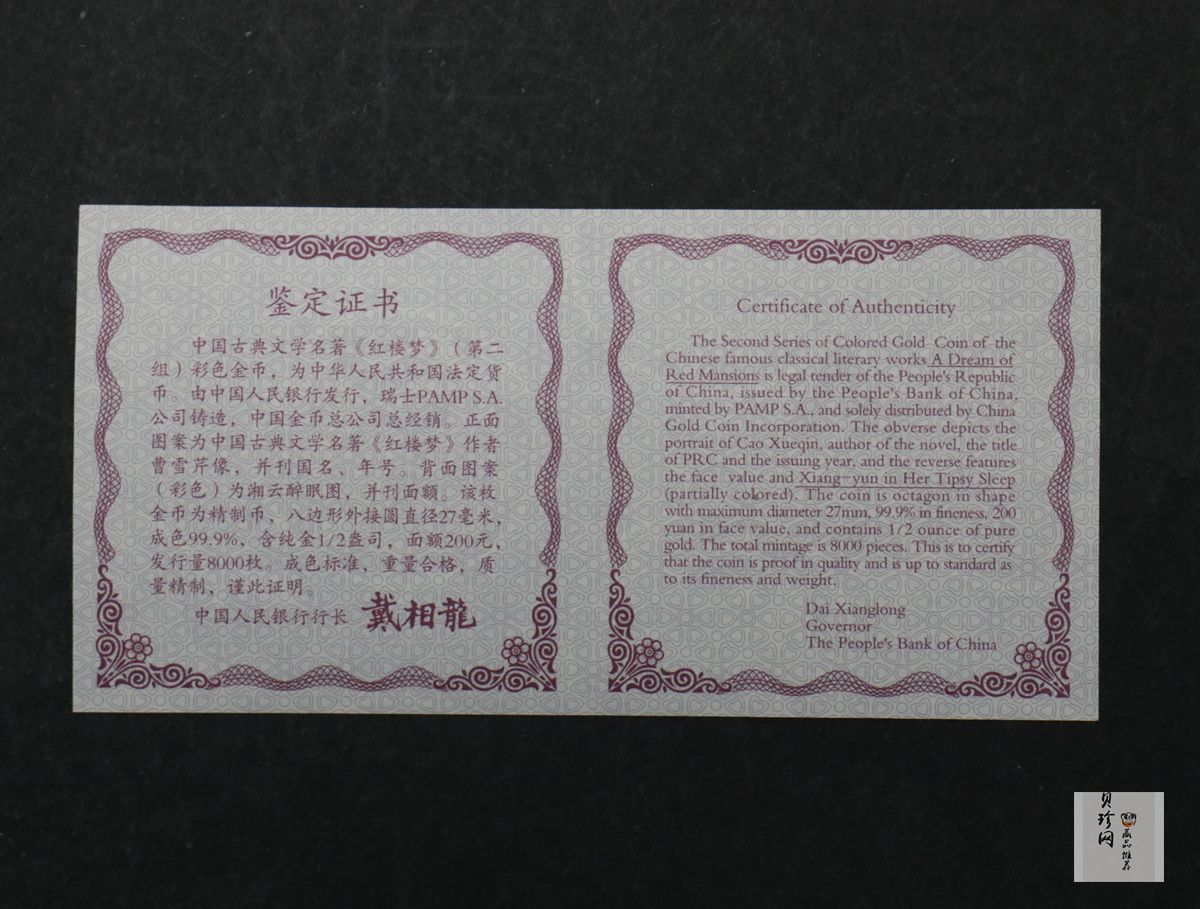 鉴定证书
中国古典文学名著《红楼梦》（第二
组）彩色金币，为中华人民共和国法定货
币。由中国人民银行发行，瑞士PAMP S.A.
公司铸造，中国金币总公司总经销。正面
图案为中国古典文学名著《红楼梦》作者
曹雪芹像，并刊国名、年号。背面图案
（彩色）为湘云醉眠图，并刊面额。该枚
金币为精制币，八边形外接圆直径27毫米，
成色99.9%，含纯金1/2盎司，面额200元，
发行量8000枚。成色标准，重量合格，质
量精制，谨此证明。
中国人民银行行长 戴相龍
Certificate of Authenticity
The Second Series of Colored Gold Coin of the
Chinese famous classical literary works A Dream of
Red Mansions is legal tender of the People's Republic
of China, issued by the People's Bank of China,
minted by PAMP S.A., and solely distributed by China
Gold Coin Incorporation. The obverse depicts the
portrait of Cao Xueqin, author of the novel, the title
of PRC and the issuing year, and the reverse features
the face value and Xiang-yun in Her Tipsy Sleep
(partially colored). The coin is octagon in shape
with maximum diameter 27mm, 99.9% in fineness, 200
yuan in face value, and contains 1/2 ounce of pure
gold. The total mintage is 8000 pieces. This is to certify
that the coin is proof in quality and is up to standard as
to its fineness and weight.
Dai Xianglong
Governor
The People's Bank of China
贝珍网
藏品推荐